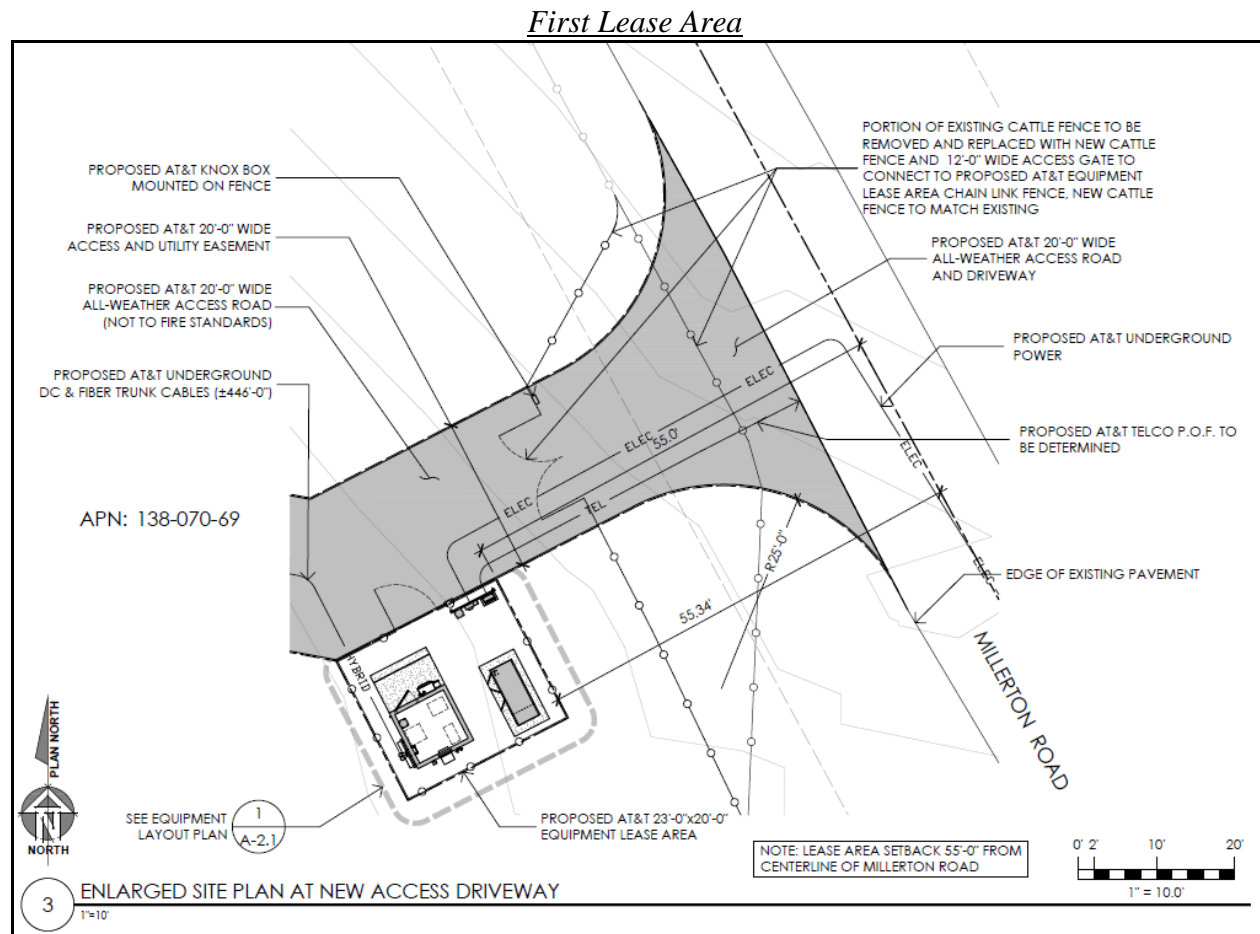 First Lease Area
PROPOSED AT&T KNOX BOX
MOUNTED ON FENCE
PROPOSED AT&T 20'-0" WIDE
ACCESS AND UTILITY EASEMENT
PROPOSED AT&T 20'-0" WIDE
ALL-WEATHER ACCESS ROAD
(NOT TO FIRE STANDARDS)
PROPOSED AT&T UNDERGROUND
DC & FIBER TRUNK CABLES (±446'-0")
APN: 138-070-69
PORTION OF EXISTING CATTLE FENCE TO BE
REMOVED AND REPLACED WITH NEW CATTLE
FENCE AND 12'-0" WIDE ACCESS GATE TO
CONNECT TO PROPOSED AT&T EQUIPMENT
LEASE AREA CHAIN LINK FENCE, NEW CATTLE
FENCE TO MATCH EXISTING
PROPOSED AT&T 20'-0" WIDE
ALL-WEATHER ACCESS ROAD
AND DRIVEWAY
PROPOSED AT&T UNDERGROUND
POWER
PROPOSED AT&T TELCO P.O.F. TO
BE DETERMINED
EDGE OF EXISTING PAVEMENT
ELEC
ELEC
ELEC
55.0'
TEL
ELEC
ELEC
R25'-0"
55.34'
HYBRID
MILLERTON ROAD
PLAN NORTH
NORTH
SEE EQUIPMENT
LAYOUT PLAN
1
A-2.1
PROPOSED AT&T 23'-0"x20'-0"
EQUIPMENT LEASE AREA
NOTE: LEASE AREA SETBACK 55'-0" FROM
CENTERLINE OF MILLERTON ROAD
0' 2' 10' 20'
1" = 10.0'
3
ENLARGED SITE PLAN AT NEW ACCESS DRIVEWAY
1"=10'